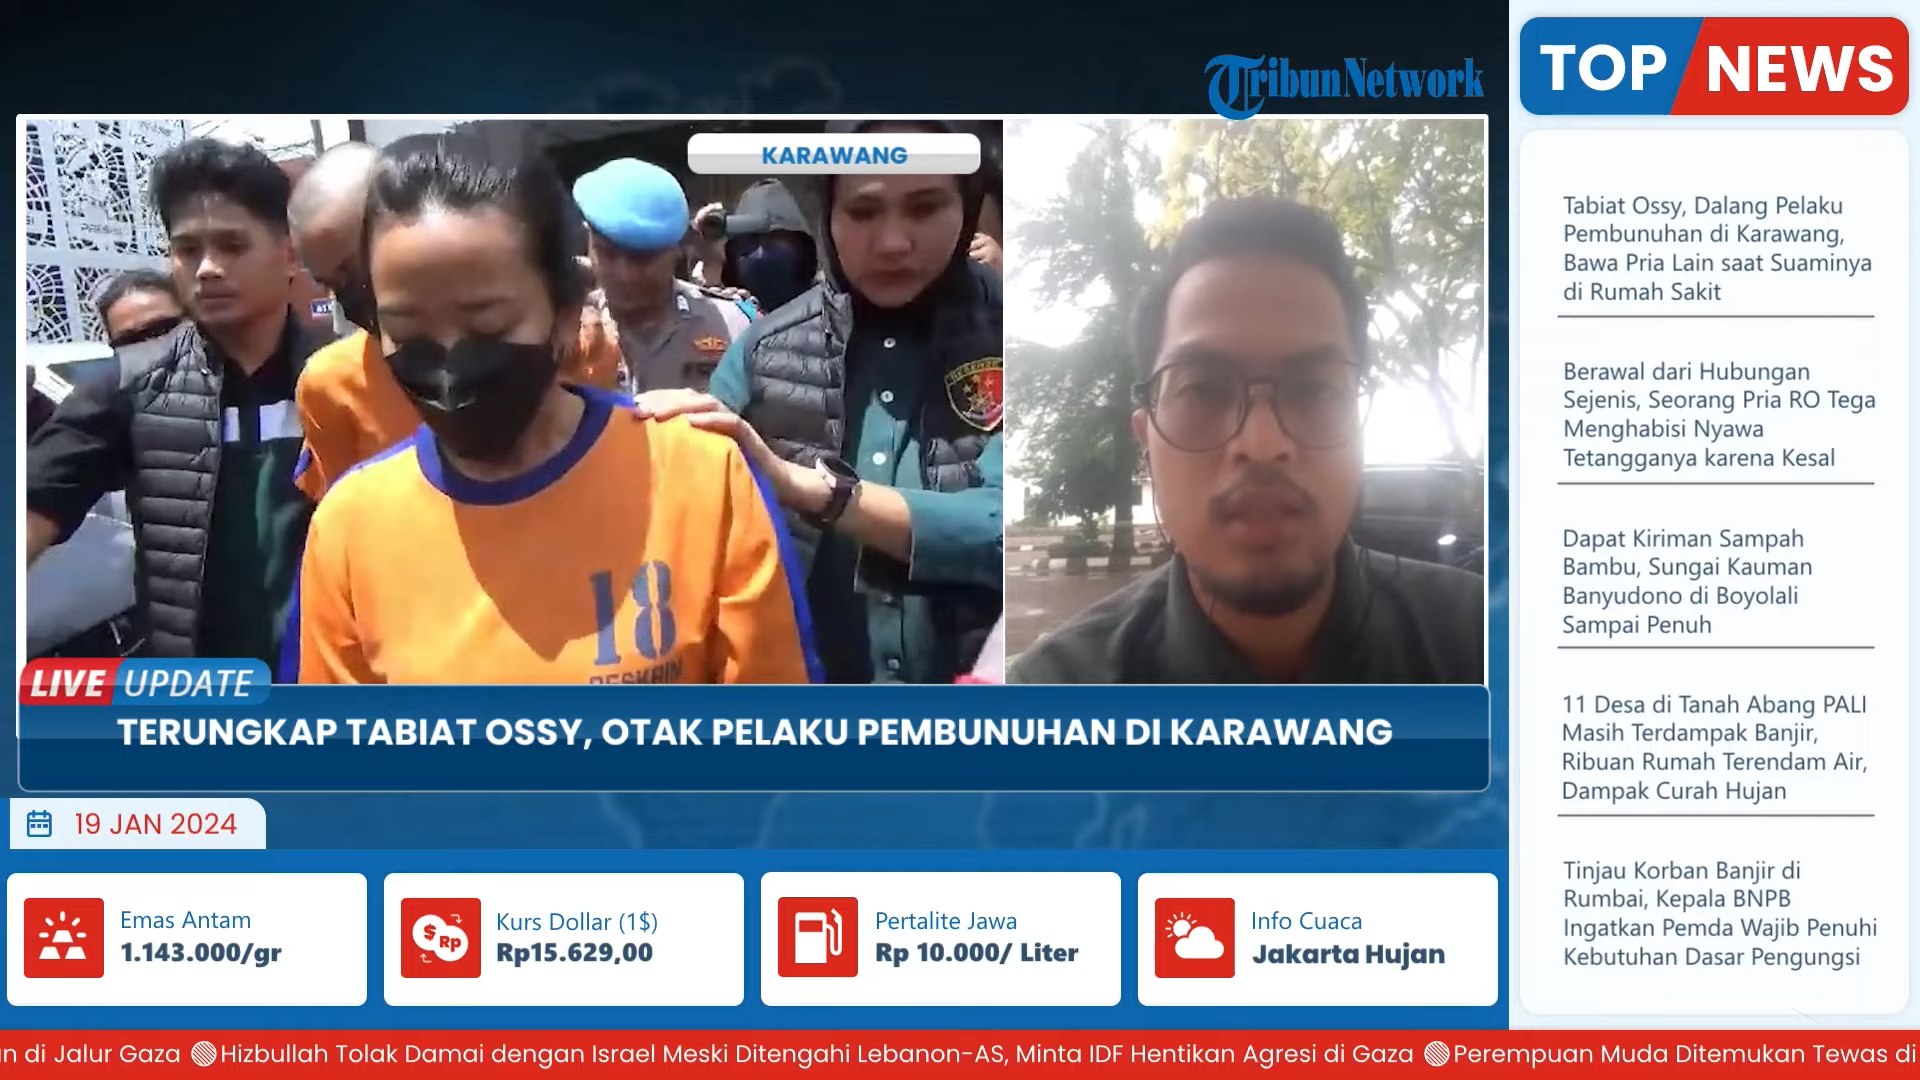 TribunNetwork
KARAWANG
18
RESKRIM
LIVE UPDATE
TERUNGKAP TABIAT OSSY, OTAK PELAKU PEMBUNUHAN DI KARAWANG
19 JAN 2024
Emas Antam
1.143.000/gr
Kurs Dollar (1$)
Rp15.629,00
Pertalite Jawa
Rp 10.000/ Liter
Info Cuaca
Jakarta Hujan
TOP NEWS
Tabiat Ossy, Dalang Pelaku
Pembunuhan di Karawang,
Bawa Pria Lain saat Suaminya
di Rumah Sakit
Berawal dari Hubungan
Sejenis, Seorang Pria RO Tega
Menghabisi Nyawa
Tetangganya karena Kesal
Dapat Kiriman Sampah
Bambu, Sungai Kauman
Banyudono di Boyolali
Sampai Penuh
11 Desa di Tanah Abang PALI
Masih Terdampak Banjir,
Ribuan Rumah Terendam Air,
Dampak Curah Hujan
Tinjau Korban Banjir di
Rumbai, Kepala BNPB
Ingatkan Pemda Wajib Penuhi
Kebutuhan Dasar Pengungsi
n di Jalur Gaza Hizbullah Tolak Damai dengan Israel Meski Ditengahi Lebanon-AS, Minta IDF Hentikan Agresi di Gaza Perempuan Muda Ditemukan Tewas di